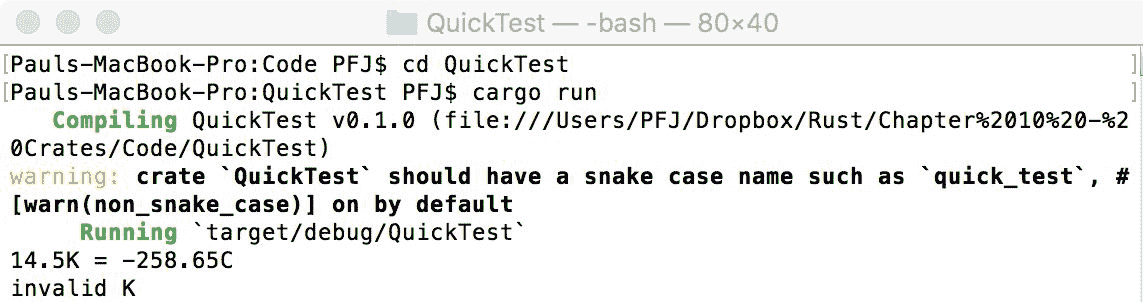 QuickTest — -bash — 80×40
[Pauls-MacBook-Pro:Code PFJ$ cd QuickTest ]
[Pauls-MacBook-Pro:QuickTest PFJ$ cargo run ]
Compiling QuickTest v0.1.0 (file:///Users/PFJ/Dropbox/Rust/Chapter%2010%20-%2
0Crates/Code/QuickTest)
warning: crate `QuickTest` should have a snake case name such as `quick_test`, #
[warn(non_snake_case)] on by default
Running `target/debug/QuickTest`
14.5K = -258.65C
invalid K